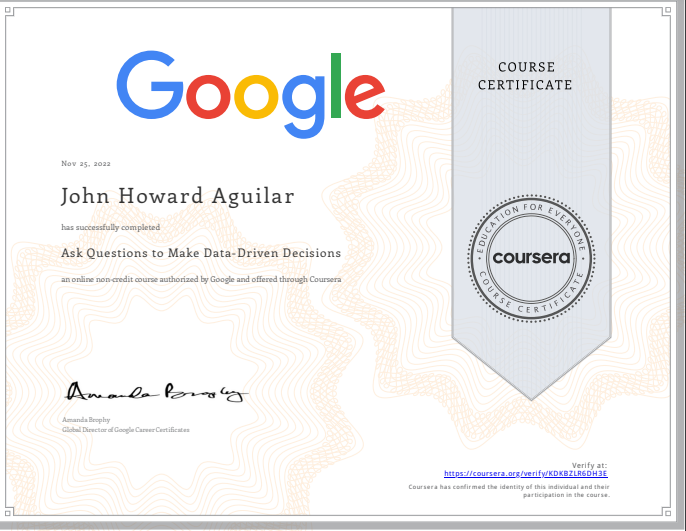 Google
COURSE
CERTIFICATE
Nov 25, 2022
John Howard Aguilar
has successfully completed
Ask Questions to Make Data-Driven Decisions
an online non-credit course authorized by Google and offered through Coursera
EDUCATION FOR EVERYONE
coursera
COURSE CERTIFICATE
Amanda Brophy
Amanda Brophy
Global Director of Google Career Certificates
Verify at:
https://coursera.org/verify/KDKBZLR6DH3E
Coursera has confirmed the identity of this individual and their
participation in the course.